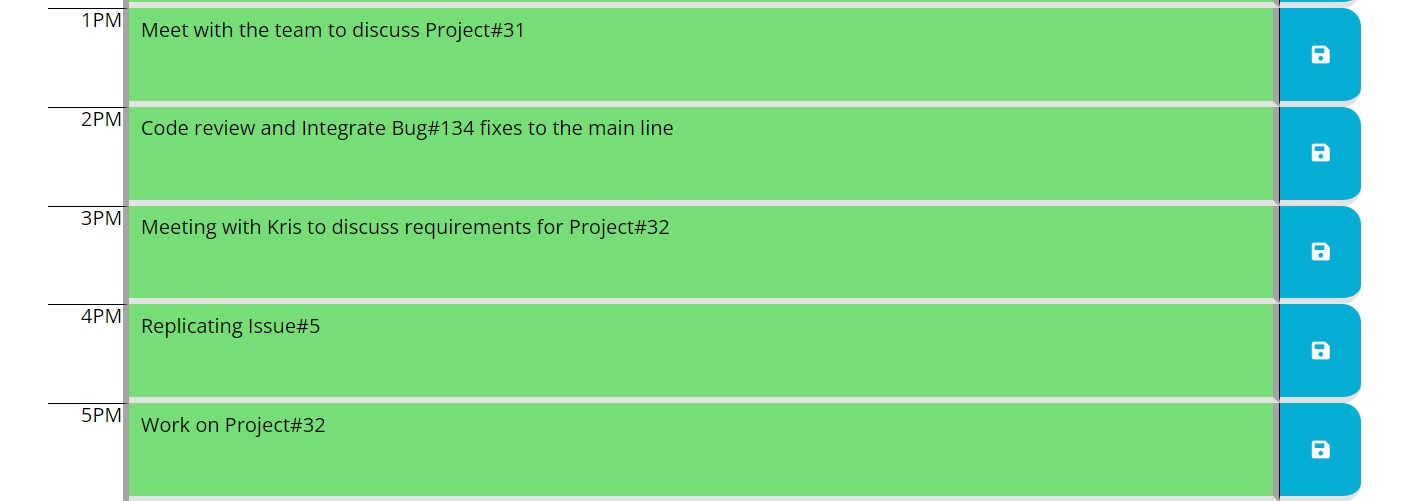 1PM
Meet with the team to discuss Project#31
2PM
Code review and Integrate Bug#134 fixes to the main line
3PM
Meeting with Kris to discuss requirements for Project#32
4PM
Replicating Issue#5
5PM
Work on Project#32